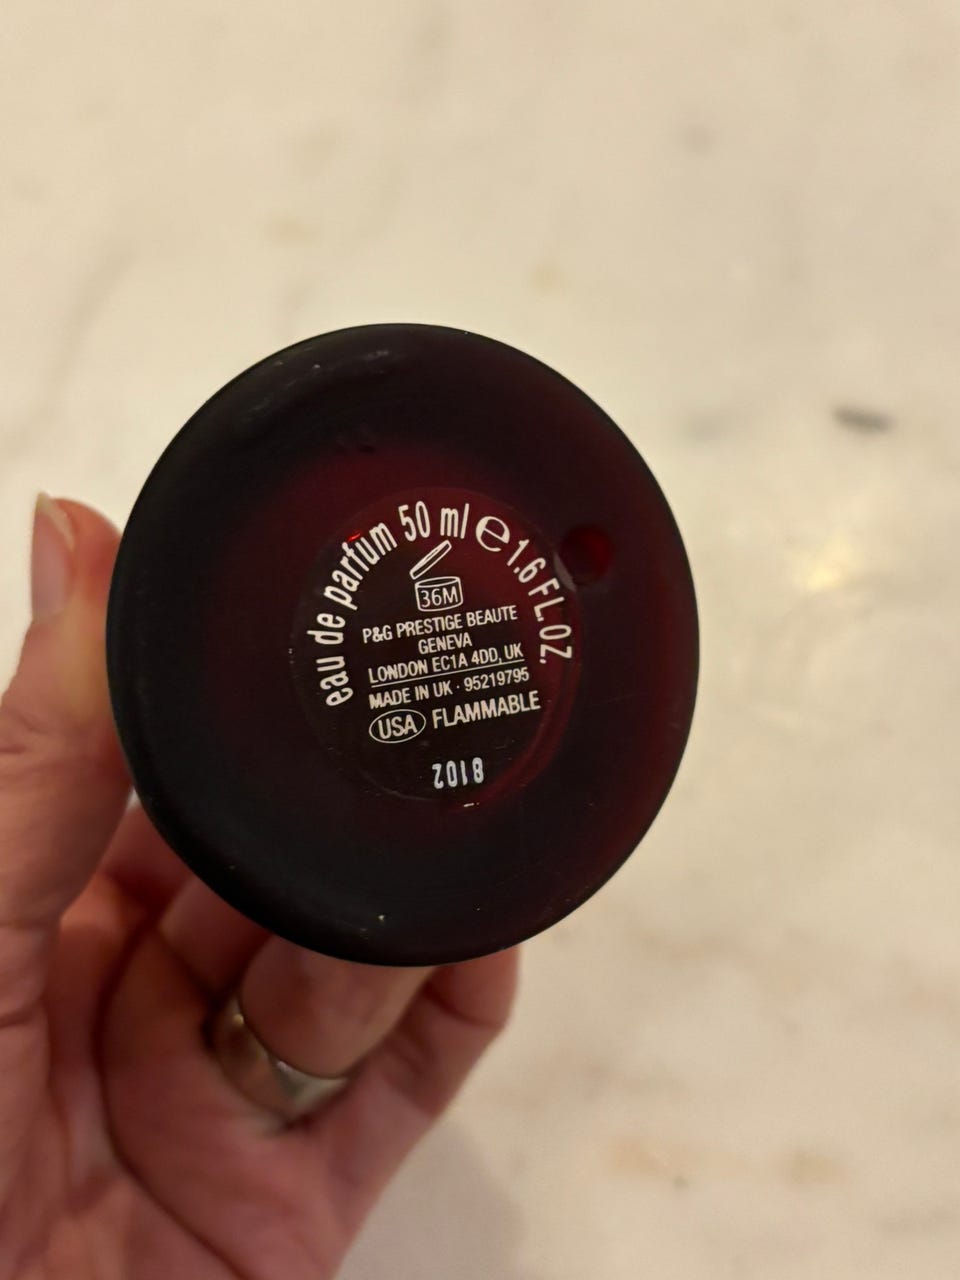 eau de parfum 50 ml ℮ 1.6 FL. OZ.
36M
P&G PRESTIGE BEAUTE
GENEVA
LONDON EC1A 4DD, UK
MADE IN UK · 95219795
USA FLAMMABLE
8102